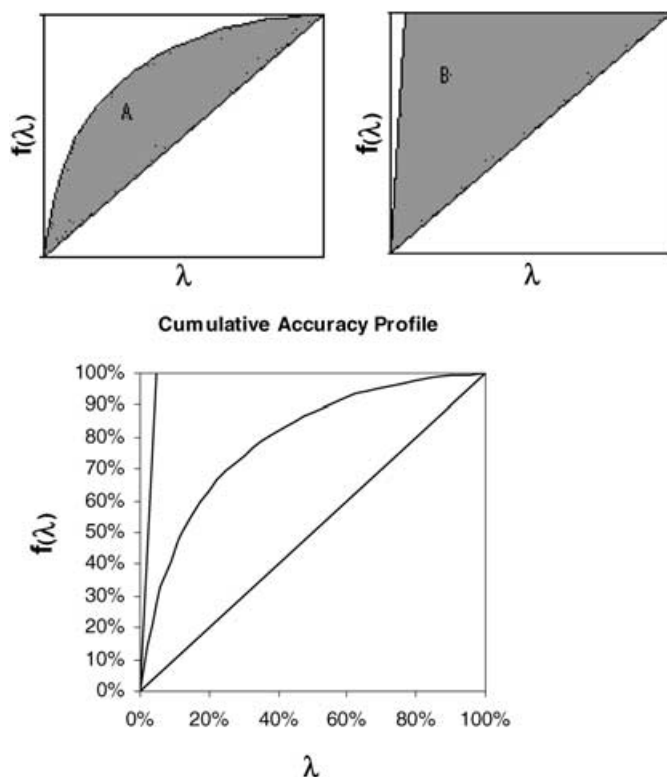 A
f(λ)
λ
B
f(λ)
λ
Cumulative Accuracy Profile
100%
90%
80%
70%
60%
50%
40%
30%
20%
10%
0%
f(λ)
0% 20% 40% 60% 80% 100%
λ